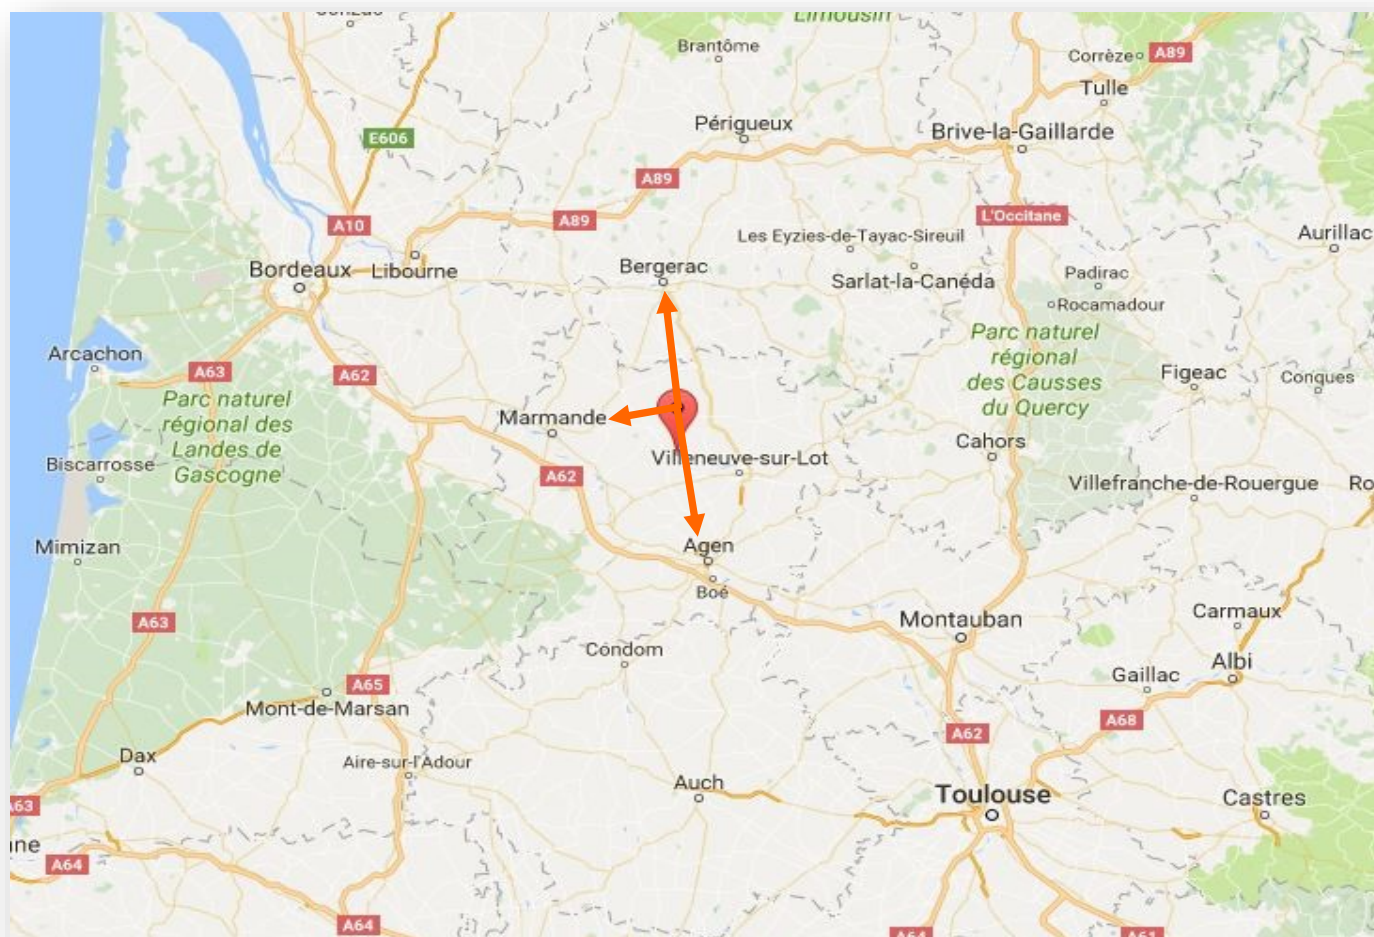 Limousin
Brantôme
Corrèze
A89
Tulle
E606
Périgueux
Brive-la-Gaillarde
A89
A10
A89
L'Occitane
Les Eyzies-de-Tayac-Sireuil
Aurillac
Bordeaux
Libourne
Bergerac
Sarlat-la-Canéda
Padirac
Rocamadour
Arcachon
A63
A62
Parc naturel
régional
des Causses
du Quercy
Figeac
Conques
Parc naturel
régional des
Landes de
Gascogne
Marmande
Cahors
Biscarrosse
A62
Villeneuve-sur-Lot
Villefranche-de-Rouergue
Ro
Mimizan
Agen
Boé
A63
Montauban
Carmaux
Condom
Gaillac
Albi
A65
Mont-de-Marsan
A68
A62
Dax
Aire-sur-l'Adour
Auch
Toulouse
Castres
A63
nne
A64
A64
A64
A61